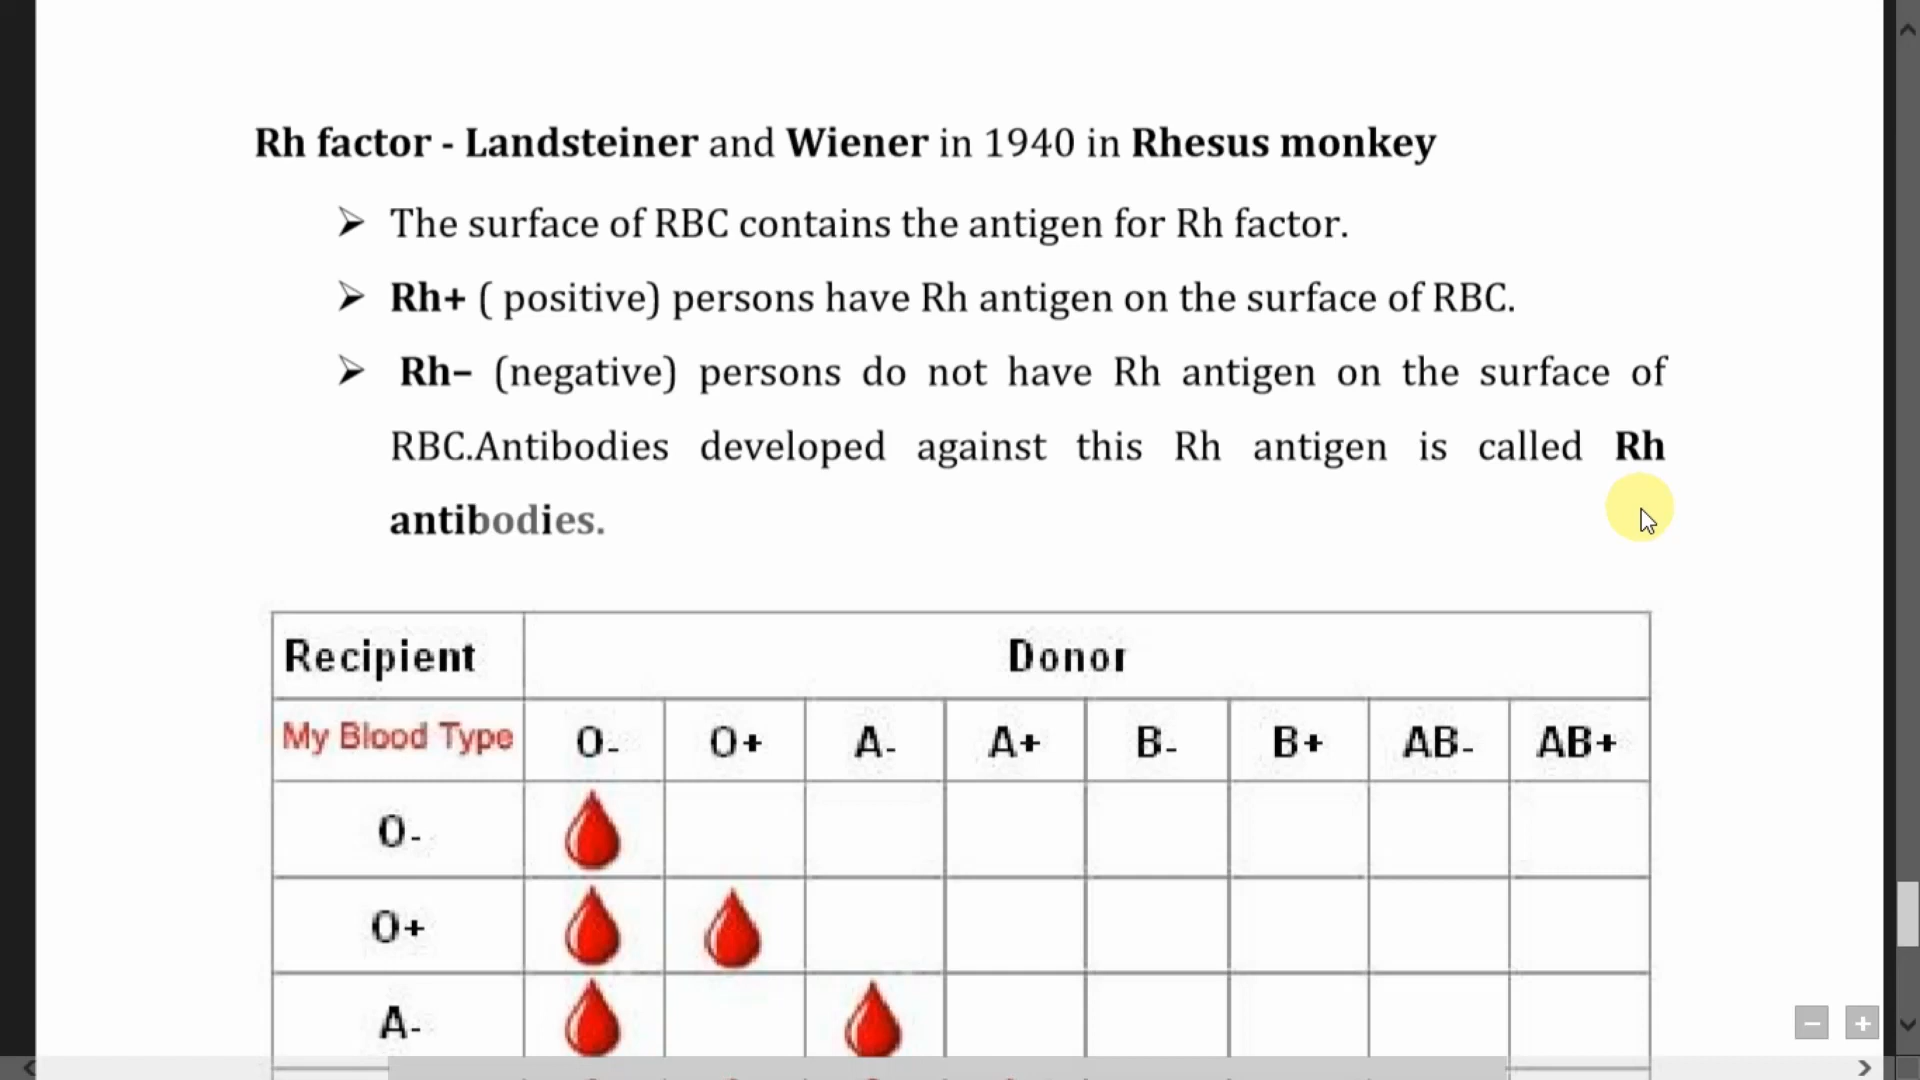 Rh factor - Landsteiner and Wiener in 1940 in Rhesus monkey
➢ The surface of RBC contains the antigen for Rh factor.
➢ Rh+ ( positive) persons have Rh antigen on the surface of RBC.
➢ Rh− (negative) persons do not have Rh antigen on the surface of
RBC.Antibodies developed against this Rh antigen is called Rh
antibodies.
Recipient Donor
My Blood Type O- O+ A- A+ B- B+ AB- AB+
O-
O+
A-